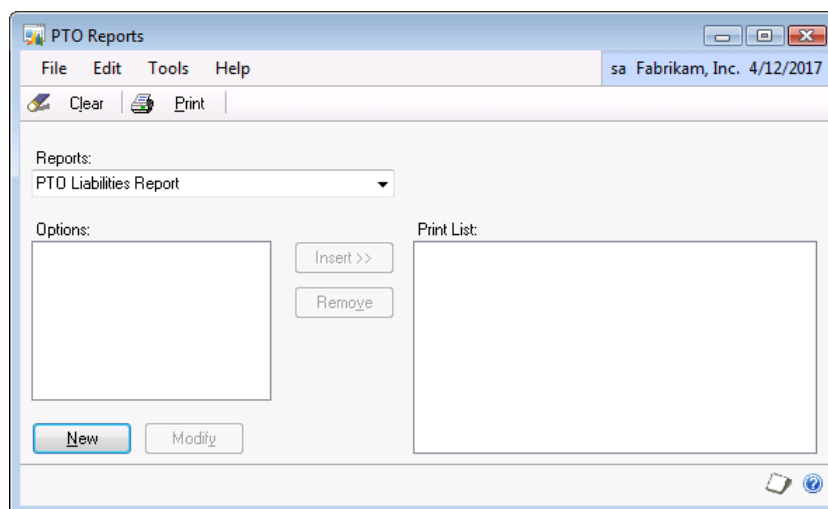 PTO Reports
File Edit Tools Help sa Fabrikam, Inc. 4/12/2017
Clear Print
Reports:
PTO Liabilities Report
Options: Print List:
Insert >>
Remove
New Modify